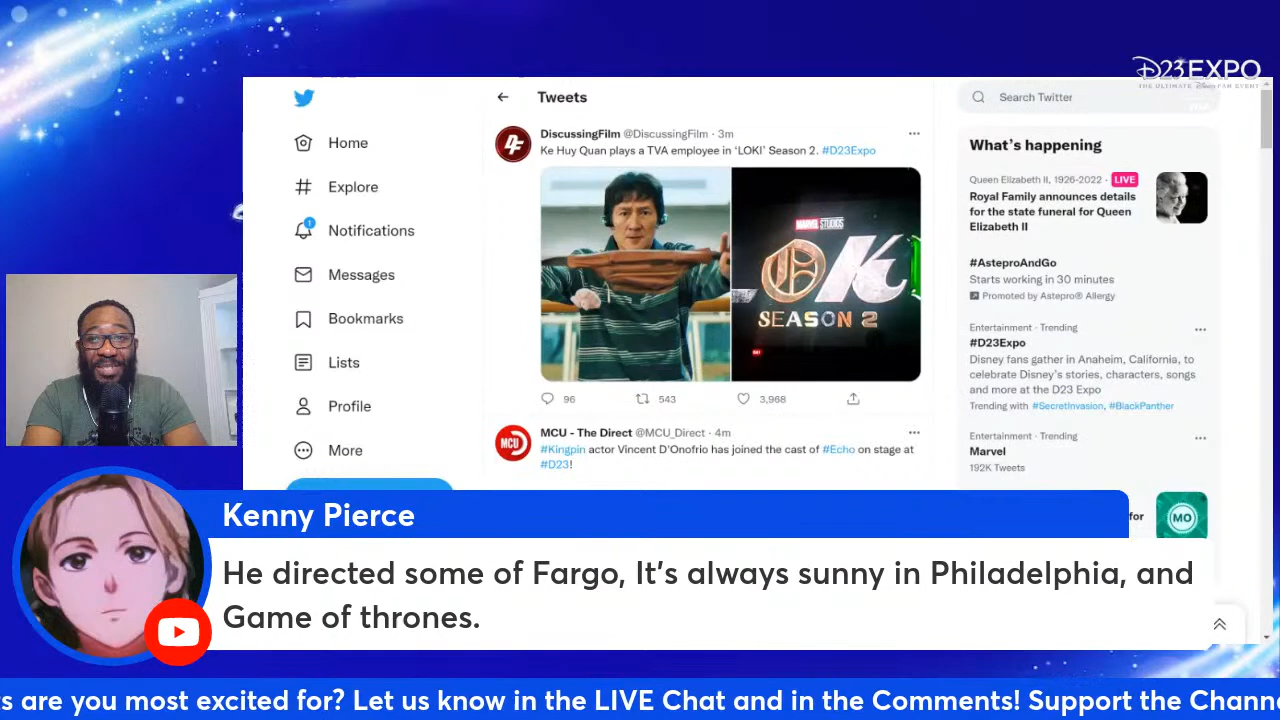 D23 EXPO
THE ULTIMATE Disney FAN EVENT
VISA
Home
Explore
1
Notifications
Messages
Bookmarks
Lists
Profile
More
Tweets
DF
DiscussingFilm @DiscussingFilm · 3m
Ke Huy Quan plays a TVA employee in ‘LOKI’ Season 2. #D23Expo
MARVEL STUDIOS
OK
SEASON 2
96 543 3,968
MCU
MCU - The Direct @MCU_Direct · 4m
#Kingpin actor Vincent D'Onofrio has joined the cast of #Echo on stage at
#D23!
Search Twitter
What's happening
Queen Elizabeth II, 1926-2022 · LIVE
Royal Family announces details
for the state funeral for Queen
Elizabeth II
#AsteproAndGo
Starts working in 30 minutes
Promoted by Astepro® Allergy
Entertainment · Trending
#D23Expo
Disney fans gather in Anaheim, California, to
celebrate Disney's stories, characters, songs
and more at the D23 Expo
Trending with #SecretInvasion, #BlackPanther
Entertainment · Trending
Marvel
192K Tweets
for
MO
Kenny Pierce
He directed some of Fargo, It's always sunny in Philadelphia, and
Game of thrones.
ts are you most excited for? Let us know in the LIVE Chat and in the Comments! Support the Chann